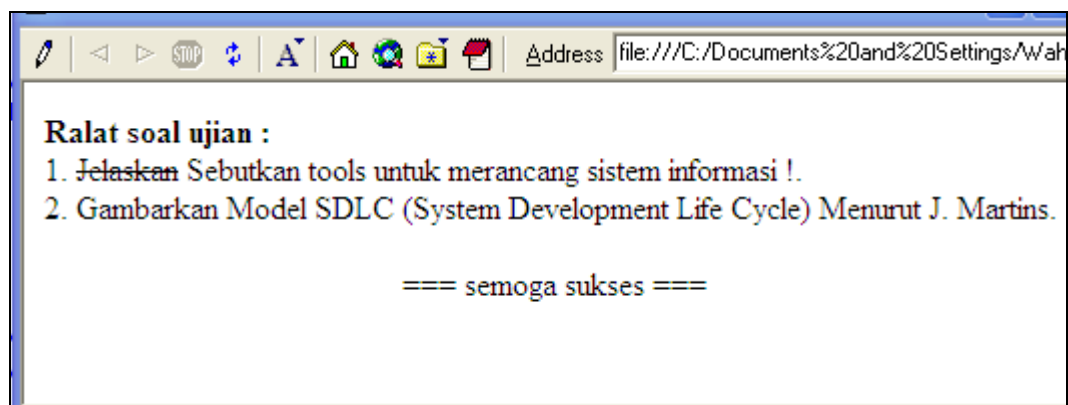 STOP A Address file:///C:/Documents%20and%20Settings/Wah
Ralat soal ujian :
1. Jelaskan Sebutkan tools untuk merancang sistem informasi !.
2. Gambarkan Model SDLC (System Development Life Cycle) Menurut J. Martins.
=== semoga sukses ===